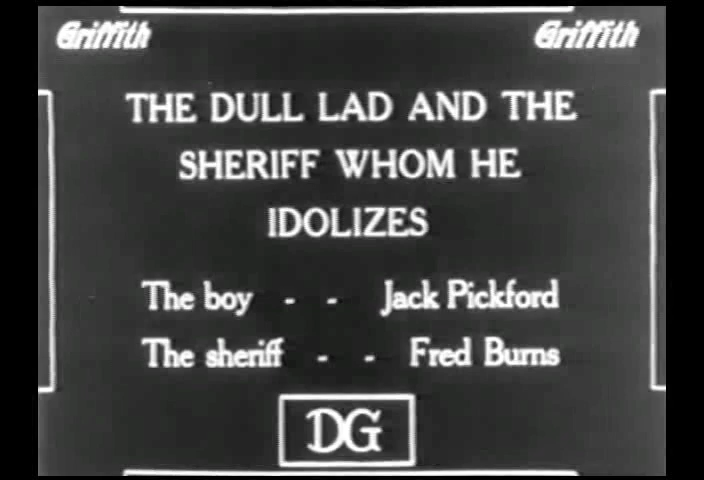 Griffith Griffith
THE DULL LAD AND THE
SHERIFF WHOM HE
IDOLIZES
The boy - - Jack Pickford
The sheriff - - Fred Burns
DG